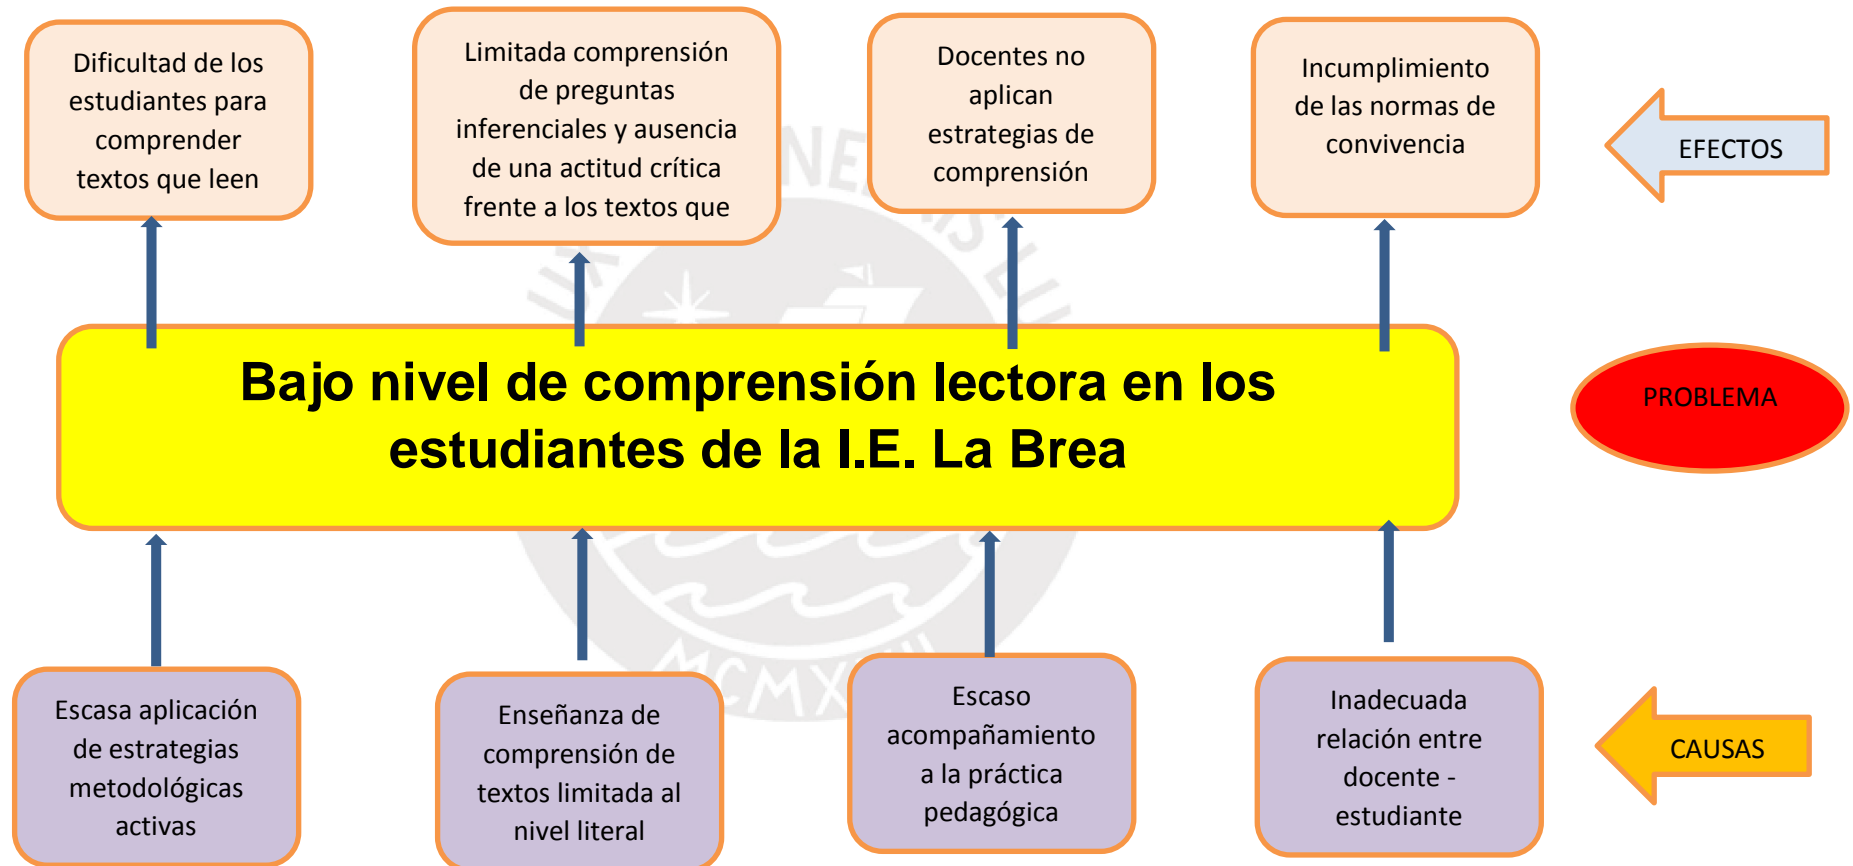 Dificultad de los
estudiantes para
comprender
textos que leen
Limitada comprensión
de preguntas
inferenciales y ausencia
de una actitud crítica
frente a los textos que
Docentes no
aplican
estrategias de
comprensión
Incumplimiento
de las normas de
convivencia
EFECTOS
Bajo nivel de comprensión lectora en los
estudiantes de la I.E. La Brea
PROBLEMA
Escasa aplicación
de estrategias
metodológicas
activas
Enseñanza de
comprensión de
textos limitada al
nivel literal
Escaso
acompañamiento
a la práctica
pedagógica
Inadecuada
relación entre
docente -
estudiante
CAUSAS